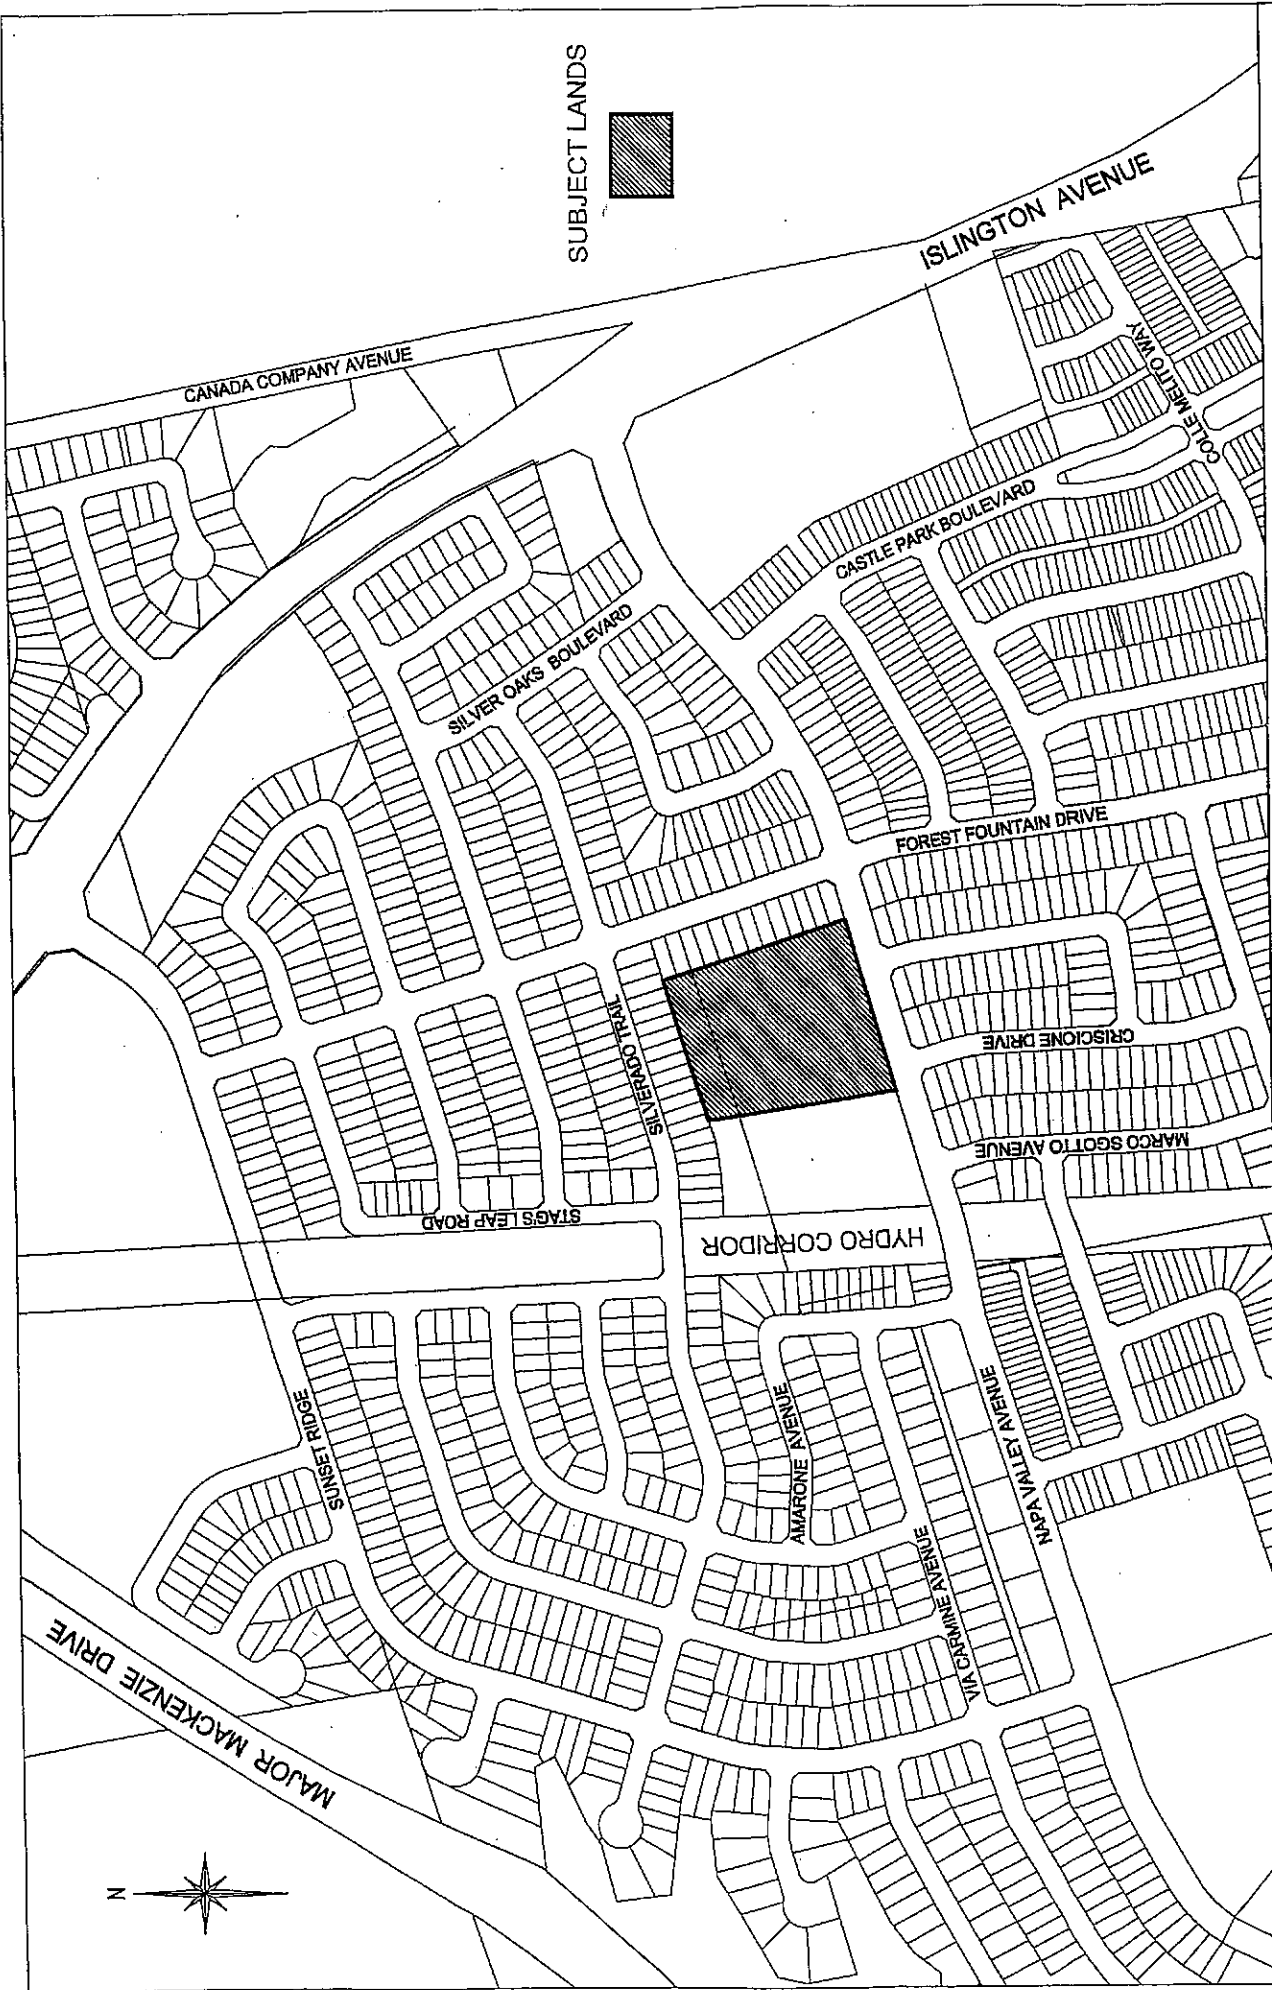 SUBJECT LANDS
ISLINGTON AVENUE
CANADA COMPANY AVENUE
COLLE MELITO WAY
CASTLE PARK BOULEVARD
SILVER OAKS BOULEVARD
FOREST FOUNTAIN DRIVE
SILVERADO TRAIL
CRISCIONE DRIVE
MARCO SGOTTO AVENUE
STAG'S LEAP ROAD
HYDRO CORRIDOR
SUNSET RIDGE
AMARONE AVENUE
NAPA VALLEY AVENUE
VIA CARMINE AVENUE
MAJOR MACKENZIE DRIVE
N